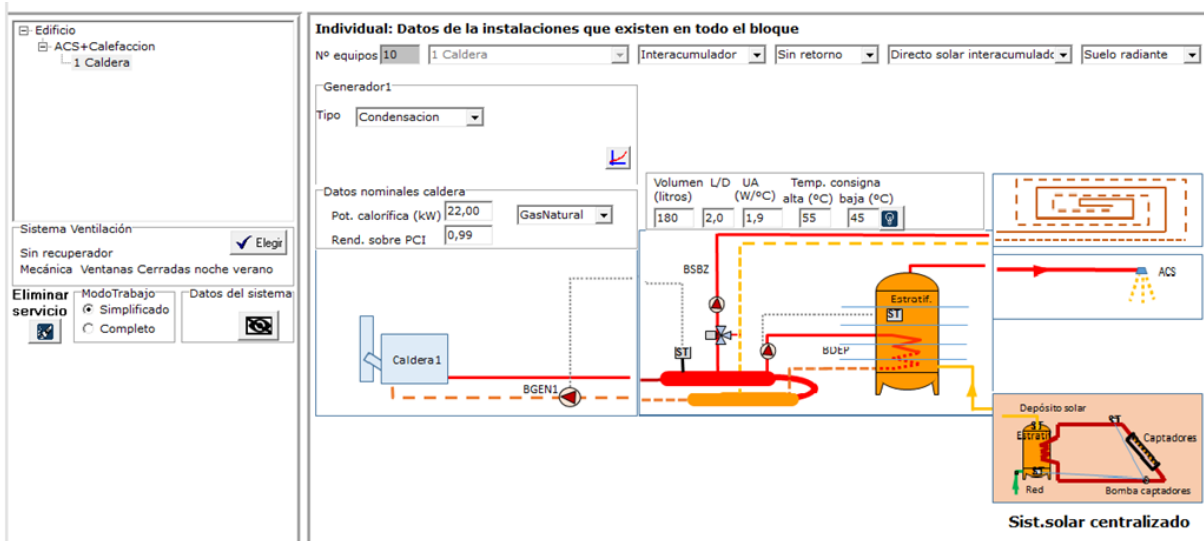 Edificio
ACS+Calefaccion
1 Caldera
Sistema Ventilación
Elegir
Sin recuperador
Mecánica Ventanas Cerradas noche verano
Eliminar servicio
ModoTrabajo
Simplificado
Completo
Datos del sistema
Individual: Datos de la instalaciones que existen en todo el bloque
Nº equipos 10 1 Caldera Interacumulador Sin retorno Directo solar interacumulado Suelo radiante
Generador1
Tipo Condensacion
Datos nominales caldera
Pot. calorífica (kW) 22,00 GasNatural
Rend. sobre PCI 0,99
Volumen L/D UA Temp. consigna
(litros) (W/ºC) alta (ºC) baja (ºC)
180 2,0 1,9 55 45
BSBZ
Estratif.
ST
ST
BDEP
Caldera1
BGEN1
ACS
Depósito solar
ST
ST
Estratif
Captadores
ST
Red
Bomba captadores
Sist.solar centralizado